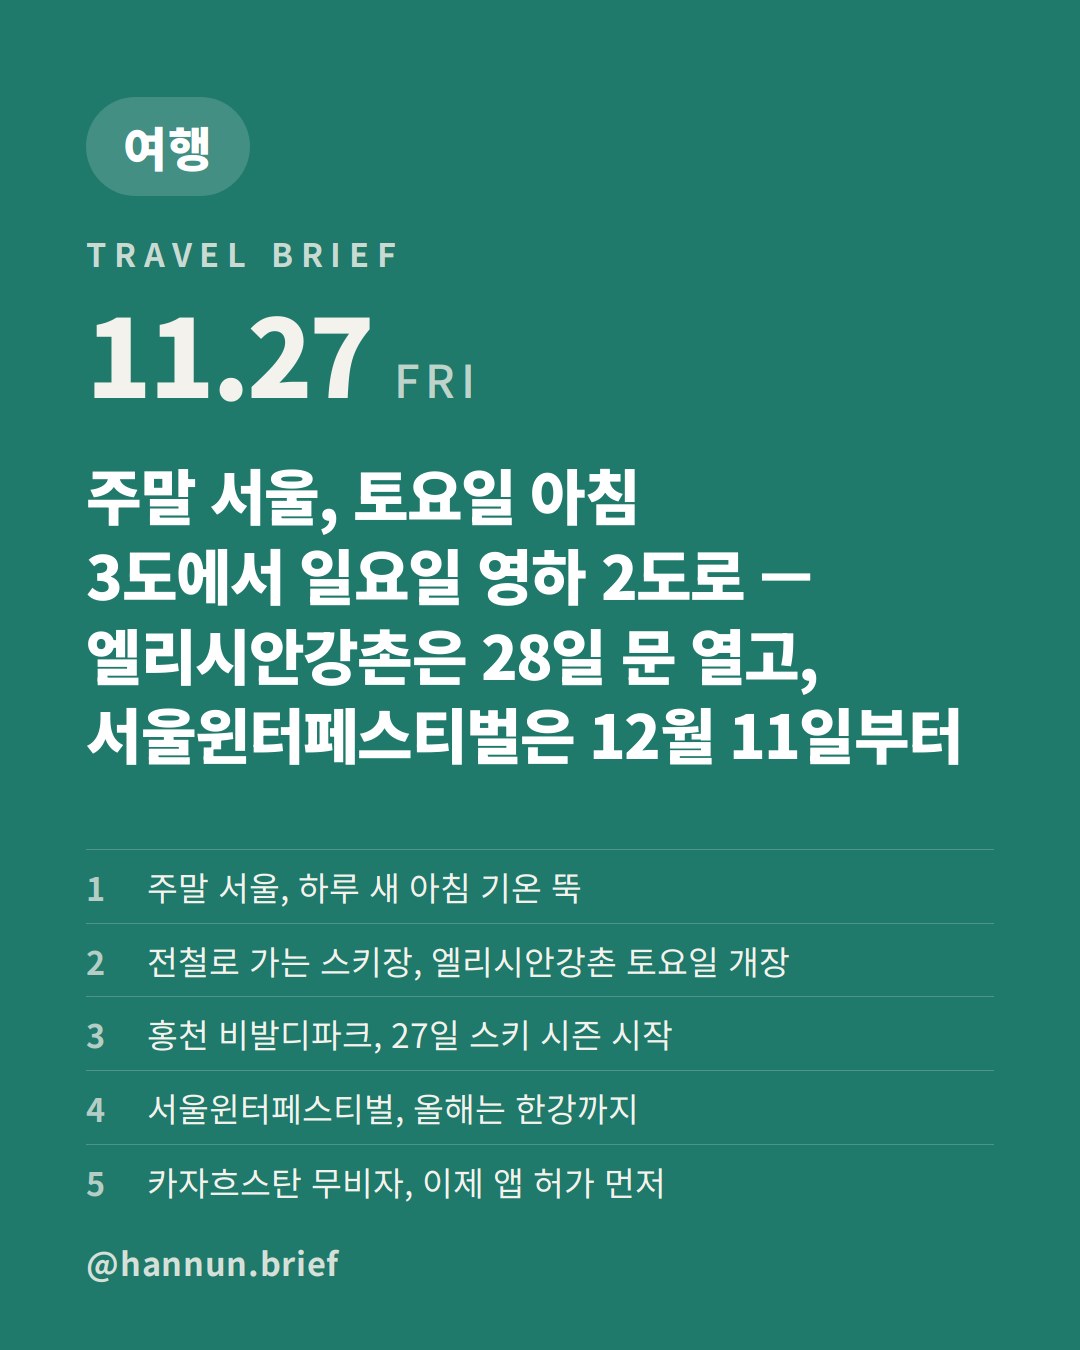 여행
TRAVEL BRIEF
11.27 FRI
주말 서울, 토요일 아침
3도에서 일요일 영하 2도로 —
엘리시안강촌은 28일 문 열고,
서울윈터페스티벌은 12월 11일부터
1 주말 서울, 하루 새 아침 기온 뚝
2 전철로 가는 스키장, 엘리시안강촌 토요일 개장
3 홍천 비발디파크, 27일 스키 시즌 시작
4 서울윈터페스티벌, 올해는 한강까지
5 카자흐스탄 무비자, 이제 앱 허가 먼저
@hannun.brief